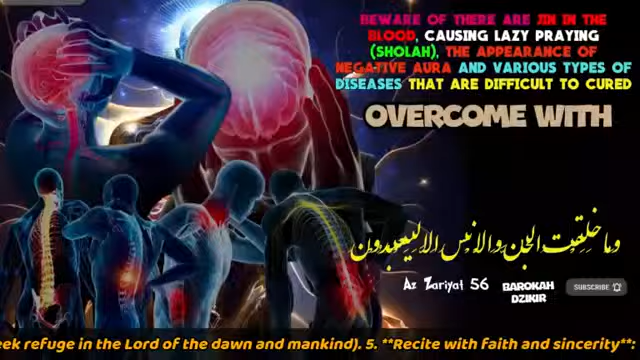 BEWARE OF THERE ARE JIN IN THE
BLOOD, CAUSING LAZY PRAYING
(SHOLAH), THE APPEARANCE OF
NEGATIVE AURA AND VARIOUS TYPES OF
DISEASES THAT ARE DIFFICULT TO CURED
OVERCOME WITH
وما خلقت الجن والانس الا ليعبدون
Az Zariyat 56
BAROKAH
DZIKIR
SUBSCRIBE
eek refuge in the Lord of the dawn and mankind). 5. **Recite with faith and sincerity**: